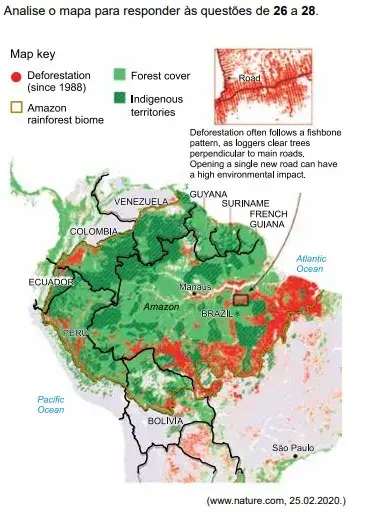 Analise o mapa para responder às questões de 26 a 28.
Map key
Deforestation
(since 1988)
Amazon
rainforest biome
Forest cover
Indigenous
territories
Road
Deforestation often follows a fishbone
pattern, as loggers clear trees
perpendicular to main roads.
Opening a single new road can have
a high environmental impact.
VENEZUELA
GUYANA
SURINAME
FRENCH
GUIANA
COLOMBIA
Atlantic
Ocean
ECUADOR
Manaus
Amazon
BRAZIL
PERU
Pacific
Ocean
BOLIVIA
São Paulo
(www.nature.com, 25.02.2020.)